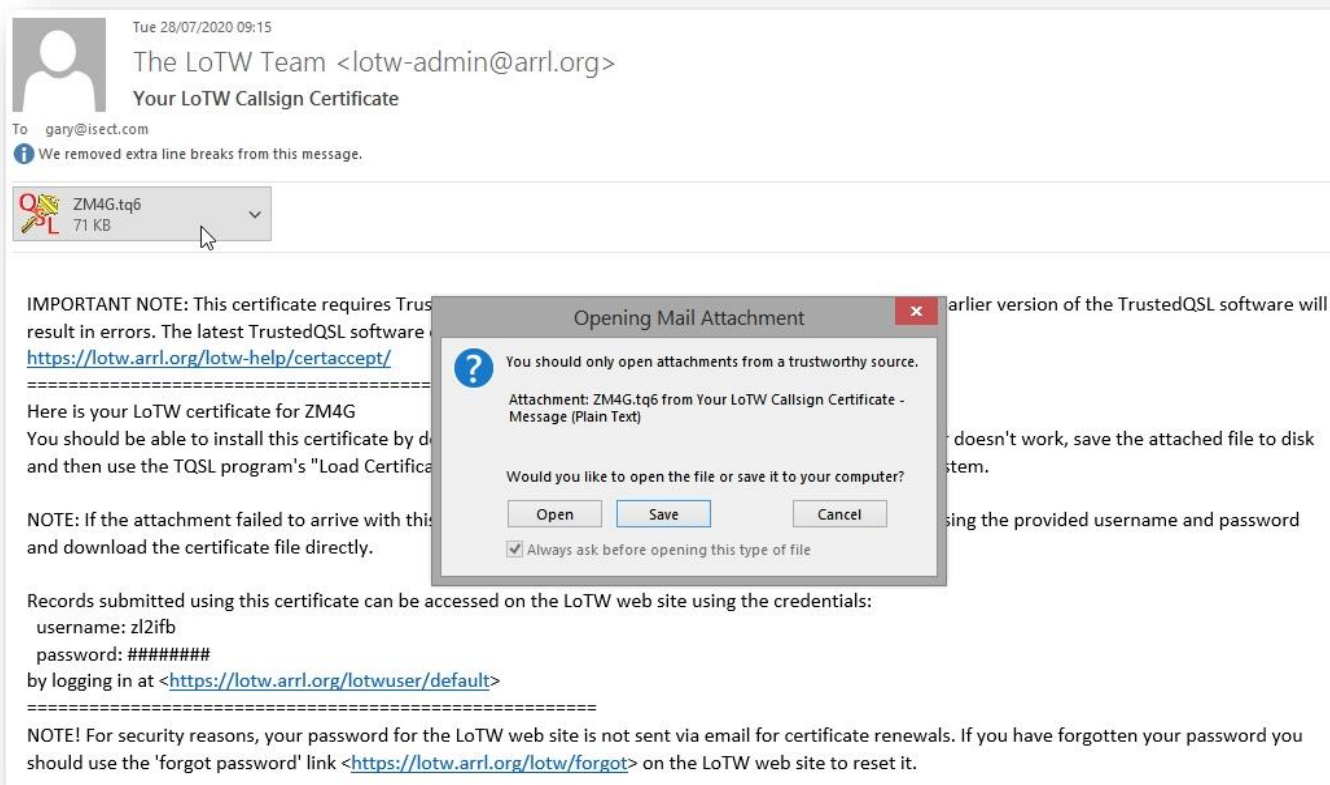 Tue 28/07/2020 09:15
The LoTW Team <lotw-admin@arrl.org>
Your LoTW Callsign Certificate
To gary@isect.com
We removed extra line breaks from this message.
QSL
ZM4G.tq6
71 KB
IMPORTANT NOTE: This certificate requires Trus
arlier version of the TrustedQSL software will
result in errors. The latest TrustedQSL software
https://lotw.arrl.org/lotw-help/certaccept/
========================================
Here is your LoTW certificate for ZM4G
You should be able to install this certificate by d
doesn't work, save the attached file to disk
and then use the TQSL program's "Load Certifica
stem.
NOTE: If the attachment failed to arrive with this
sing the provided username and password
and download the certificate file directly.
Opening Mail Attachment
You should only open attachments from a trustworthy source.
Attachment: ZM4G.tq6 from Your LoTW Callsign Certificate -
Message (Plain Text)
Would you like to open the file or save it to your computer?
Open Save Cancel
Always ask before opening this type of file
Records submitted using this certificate can be accessed on the LoTW web site using the credentials:
username: zl2ifb
password: ########
by logging in at <https://lotw.arrl.org/lotwuser/default>
========================================================
NOTE! For security reasons, your password for the LoTW web site is not sent via email for certificate renewals. If you have forgotten your password you
should use the 'forgot password' link <https://lotw.arrl.org/lotw/forgot> on the LoTW web site to reset it.